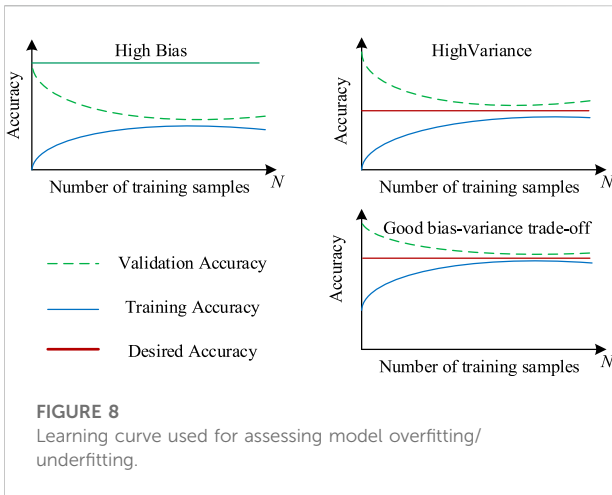 High Bias
Accuracy
Number of training samples
N
HighVariance
Accuracy
Number of training samples
N
Good bias-variance trade-off
Accuracy
Number of training samples
N
Validation Accuracy
Training Accuracy
Desired Accuracy
FIGURE 8
Learning curve used for assessing model overfitting/
underfitting.